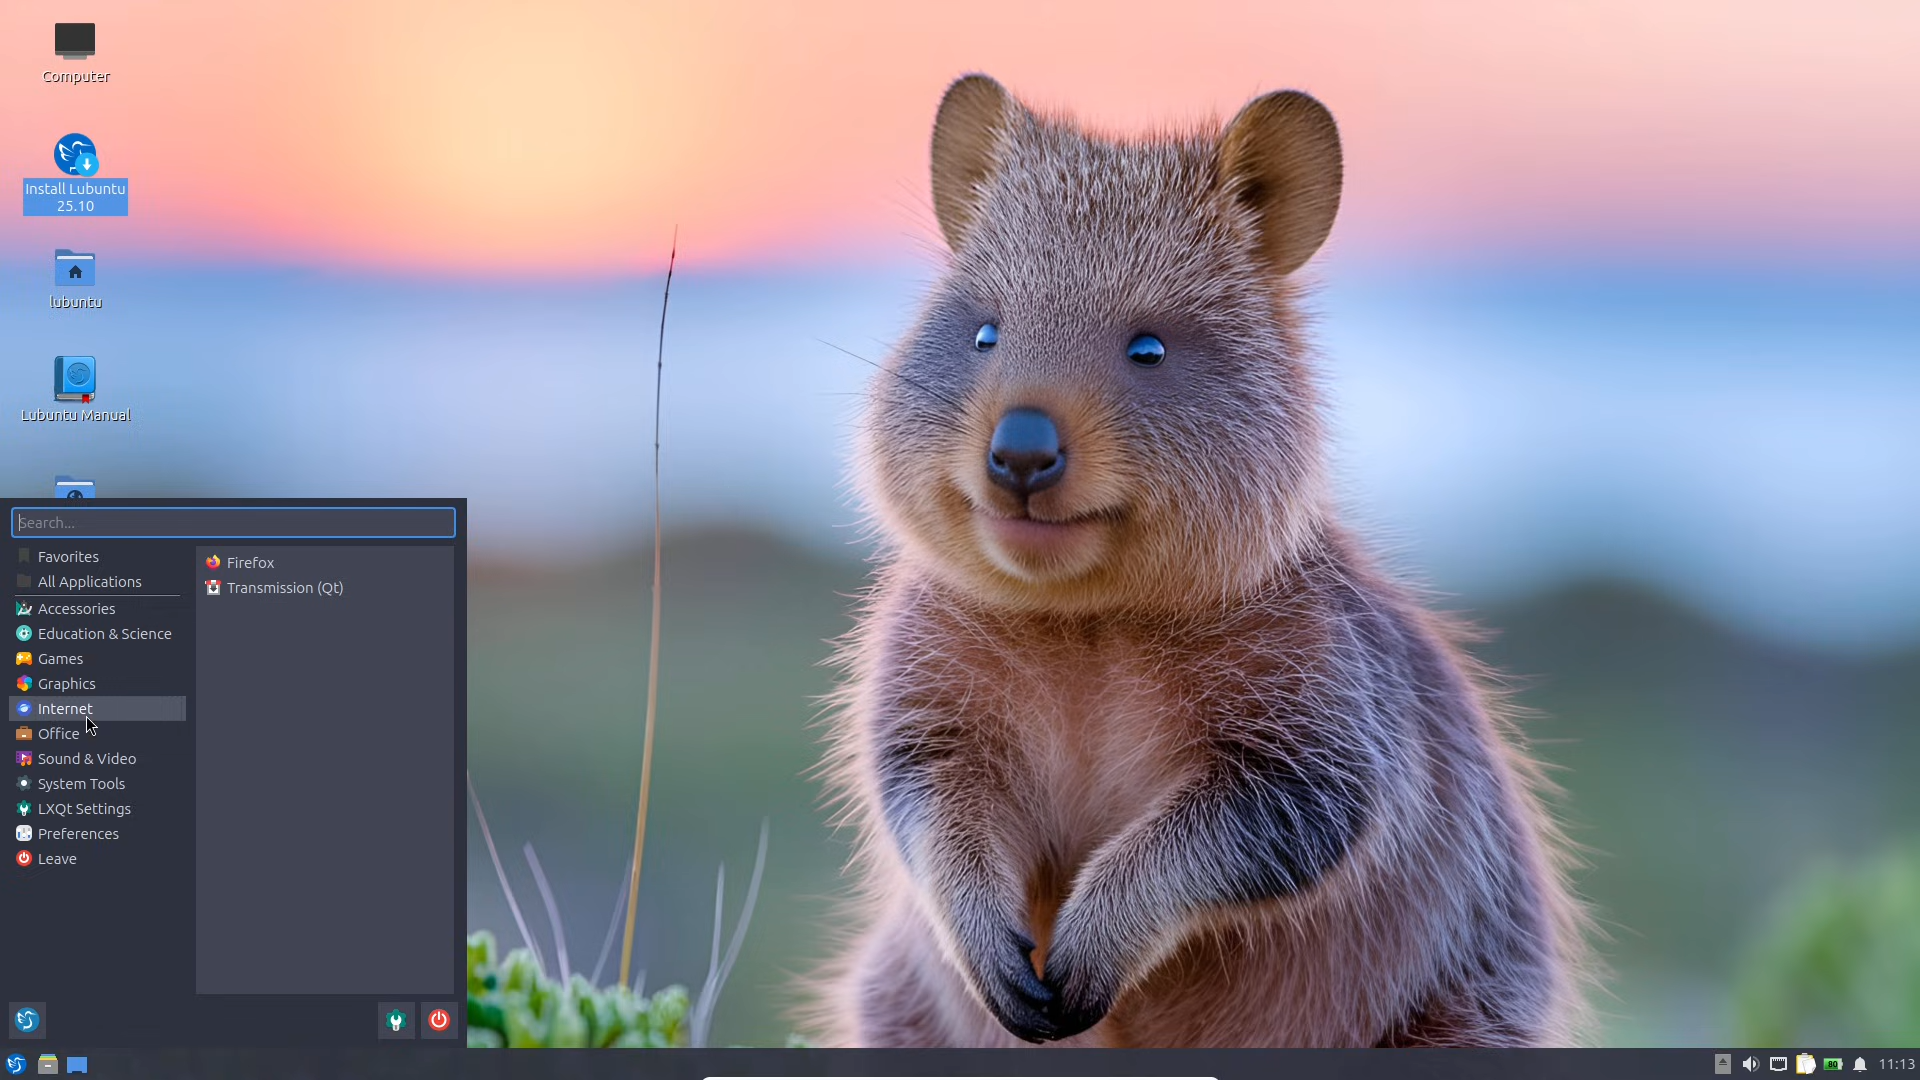 Computer
Install Lubuntu
25.10
lubuntu
Lubuntu Manual
Search...
Favorites
All Applications
Accessories
Education & Science
Games
Graphics
Internet
Office
Sound & Video
System Tools
LXQt Settings
Preferences
Leave
Firefox
Transmission (Qt)
80
11:13